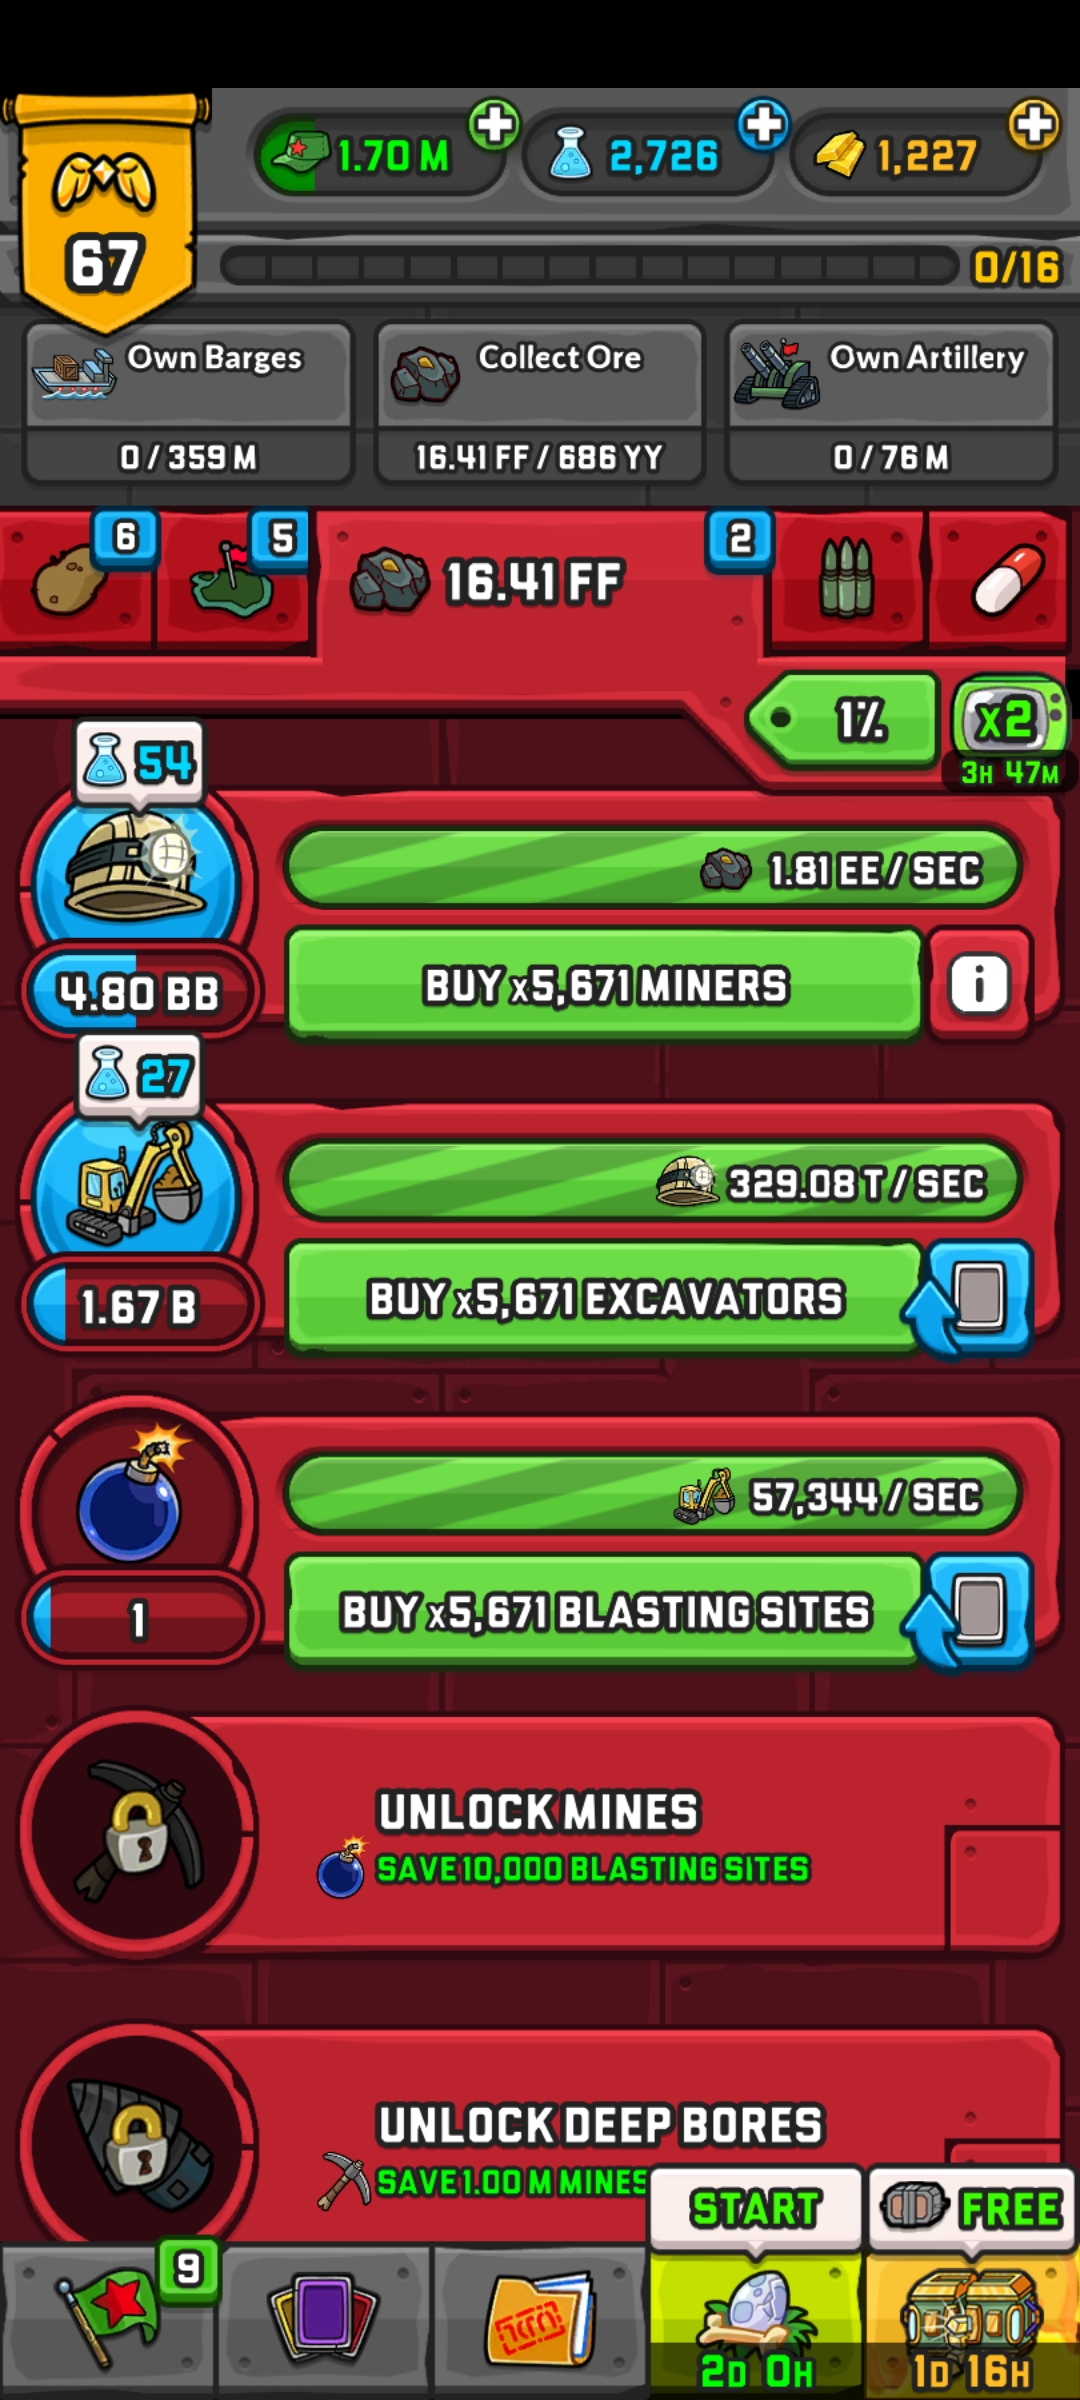 1.70 M
2,726
1,227
67
0/16
Own Barges
0 / 359 M
Collect Ore
16.41 FF / 686 YY
Own Artillery
0 / 76 M
6
5
16.41 FF
2
1%
x2
3H 47M
54
1.81 EE / SEC
4.80 BB
BUY x5,671 MINERS
i
27
329.08 T / SEC
1.67 B
BUY x5,671 EXCAVATORS
57,344 / SEC
1
BUY x5,671 BLASTING SITES
UNLOCK MINES
SAVE 10,000 BLASTING SITES
UNLOCK DEEP BORES
SAVE 1.00 M MINES
START
FREE
9
2D 0H
1D 16H